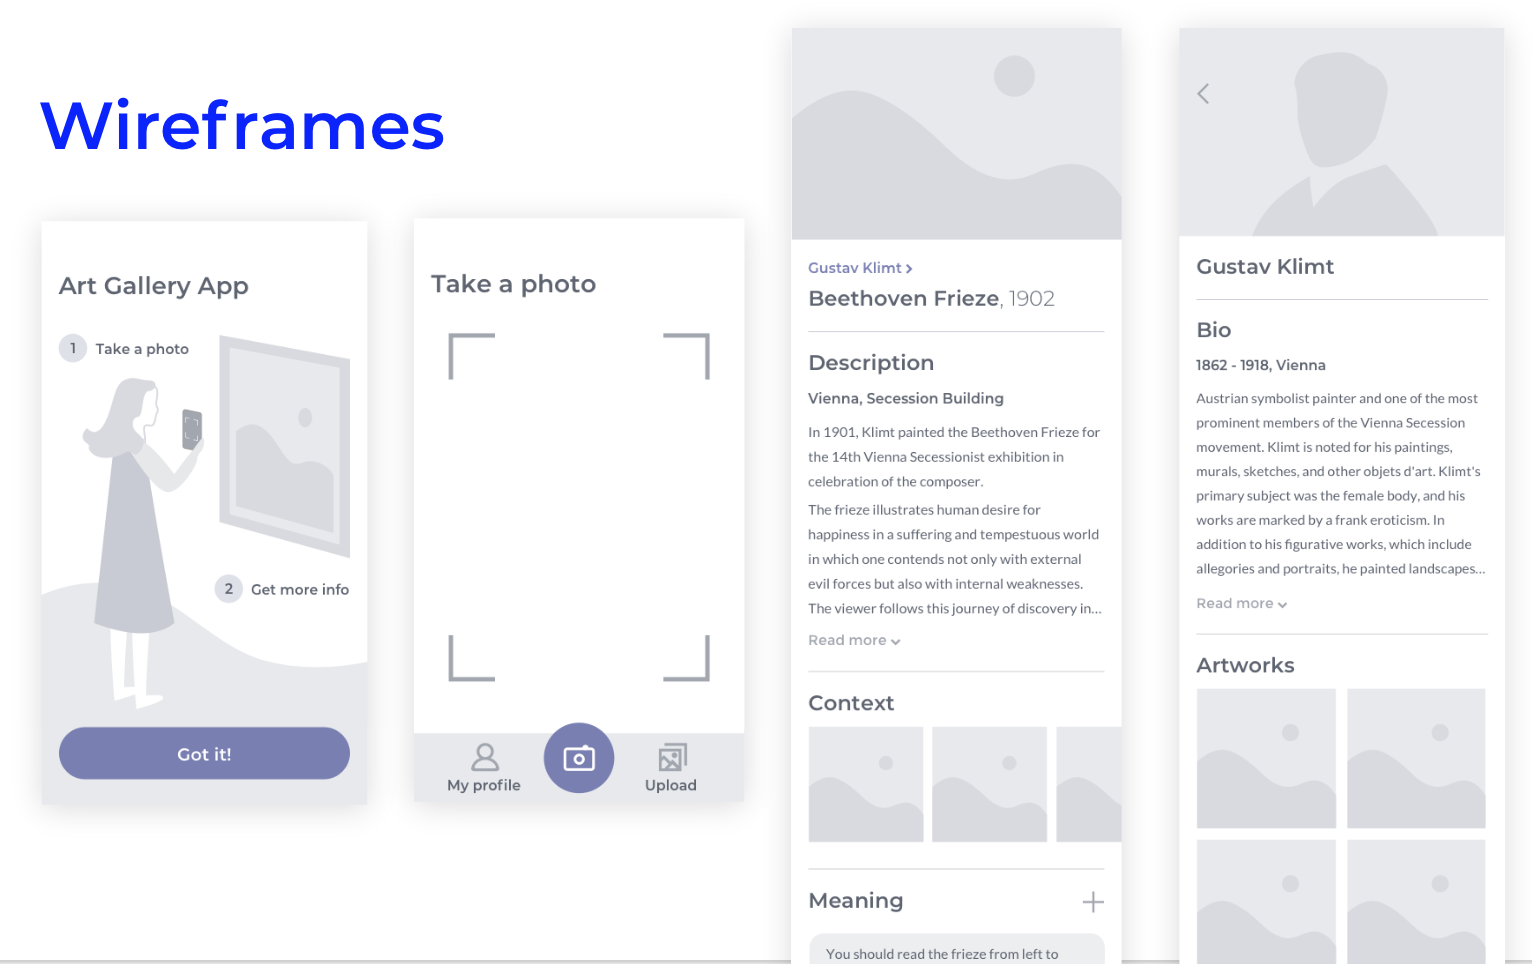 Wireframes
Art Gallery App
1 Take a photo
2 Get more info
Got it!
Take a photo
My profile
Upload
Gustav Klimt
Beethoven Frieze, 1902
Description
Vienna, Secession Building
In 1901, Klimt painted the Beethoven Frieze for
the 14th Vienna Secessionist exhibition in
celebration of the composer.
The frieze illustrates human desire for
happiness in a suffering and tempestuous world
in which one contends not only with external
evil forces but also with internal weaknesses.
The viewer follows this journey of discovery in...
Read more
Context
Meaning
You should read the frieze from left to
Gustav Klimt
Bio
1862 - 1918, Vienna
Austrian symbolist painter and one of the most
prominent members of the Vienna Secession
movement. Klimt is noted for his paintings,
murals, sketches, and other objets d'art. Klimt's
primary subject was the female body, and his
works are marked by a frank eroticism. In
addition to his figurative works, which include
allegories and portraits, he painted landscapes...
Read more
Artworks